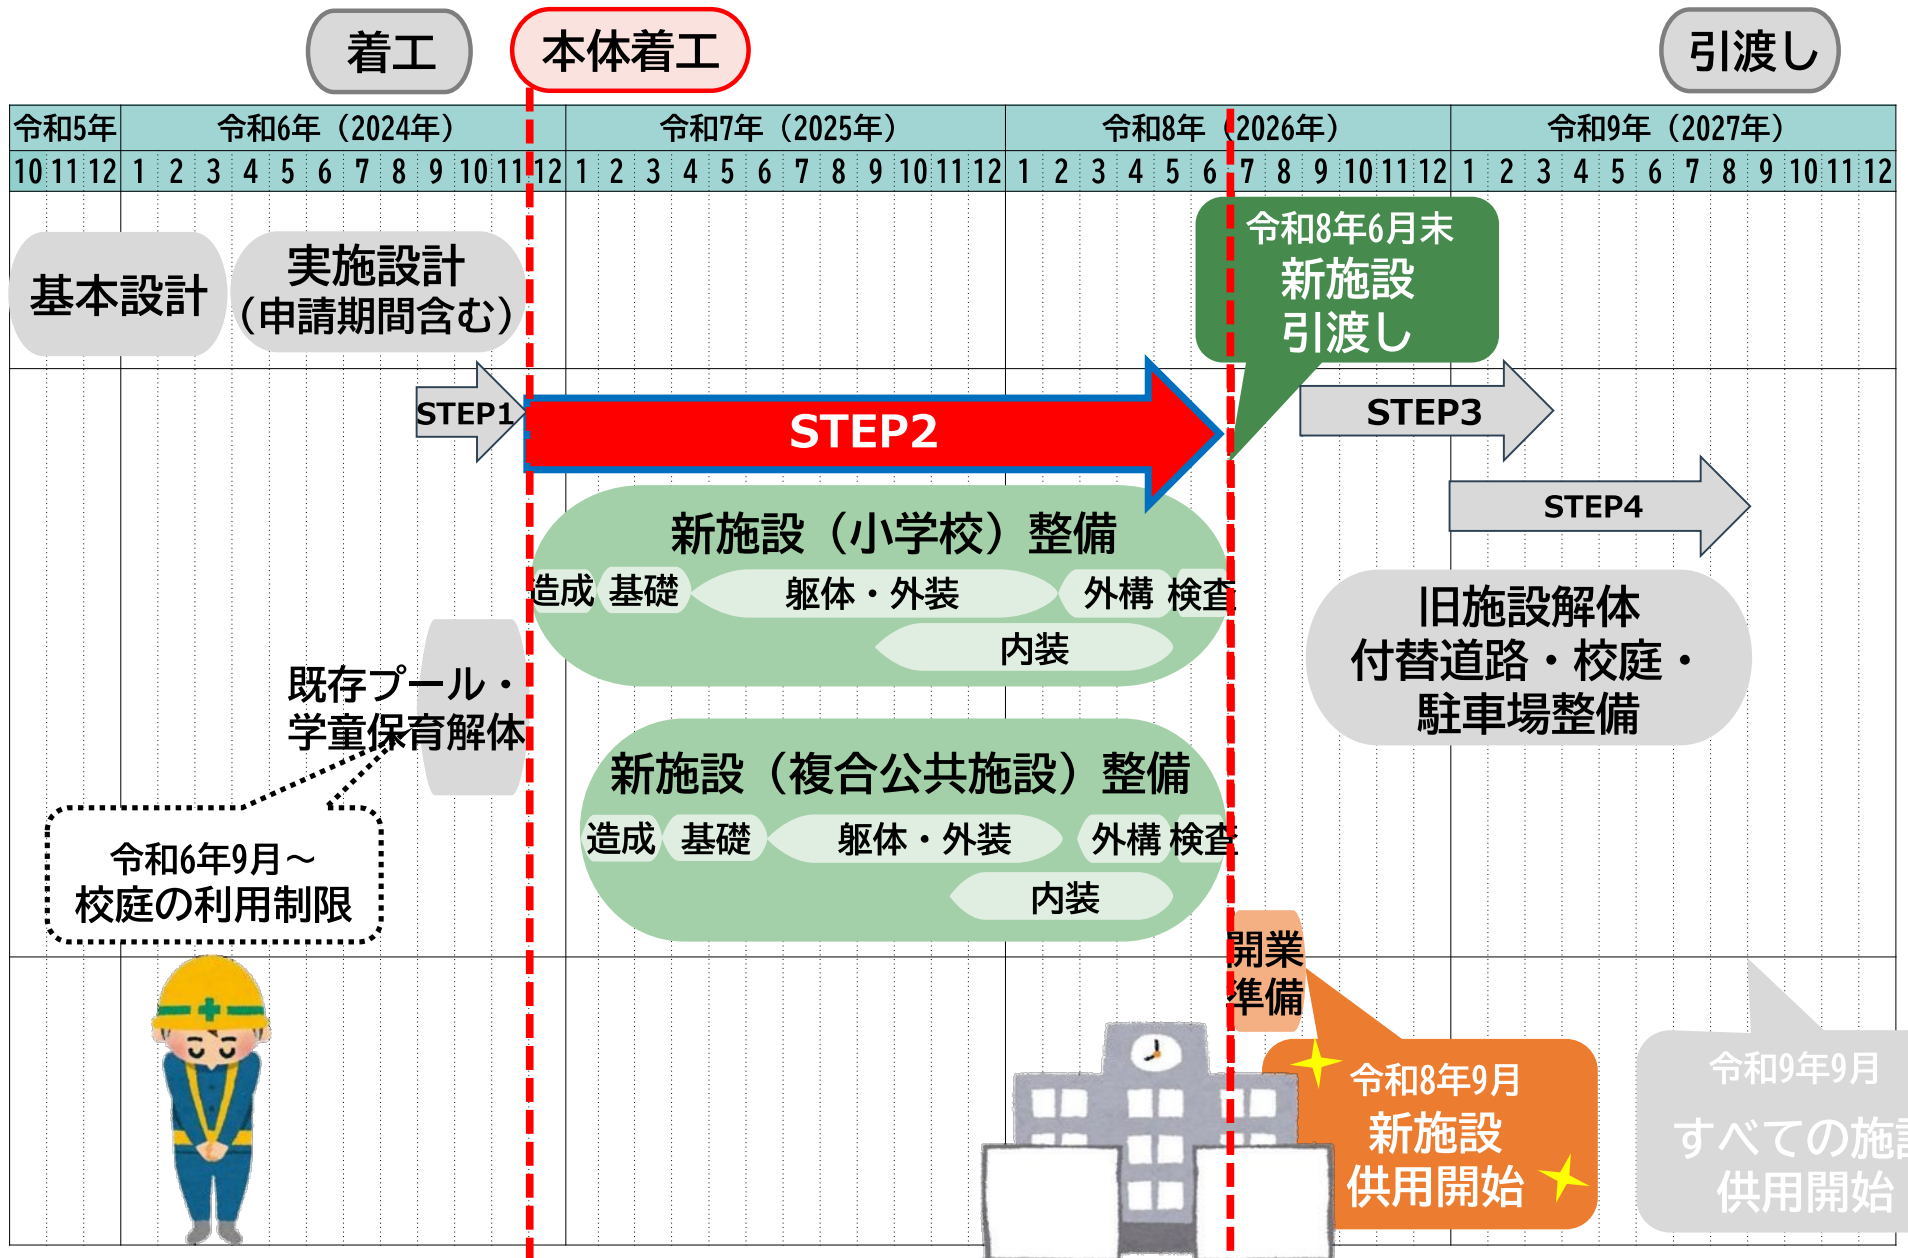 着工
本体着工
引渡し
令和5年 令和6年（2024年） 令和7年（2025年） 令和8年（2026年） 令和9年（2027年）
10 11 12 1 2 3 4 5 6 7 8 9 10 11 12 1 2 3 4 5 6 7 8 9 10 11 12 1 2 3 4 5 6 7 8 9 10 11 12 1 2 3 4 5 6 7 8 9 10 11 12
基本設計
実施設計
（申請期間含む）
令和8年6月末
新施設
引渡し
STEP1
STEP2
STEP3
STEP4
新施設（小学校）整備
造成 基礎 躯体・外装 外構 検査
内装
既存プール・
学童保育解体
旧施設解体
付替道路・校庭・
駐車場整備
新施設（複合公共施設）整備
造成 基礎 躯体・外装 外構 検査
内装
令和6年9月～
校庭の利用制限
開業
準備
令和8年9月
新施設
供用開始
令和9年9月
すべての施設
供用開始